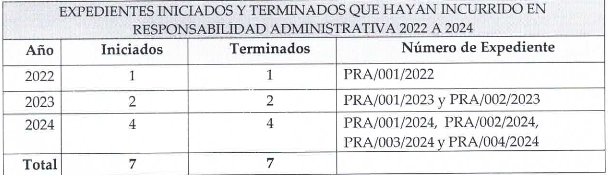 EXPEDIENTES INICIADOS Y TERMINADOS QUE HAYAN INCURRIDO EN
RESPONSABILIDAD ADMINISTRATIVA 2022 A 2024
Año Iniciados Terminados Número de Expediente
2022 1 1 PRA/001/2022
2023 2 2 PRA/001/2023 y PRA/002/2023
2024 4 4 PRA/001/2024, PRA/002/2024,
PRA/003/2024 y PRA/004/2024
Total 7 7